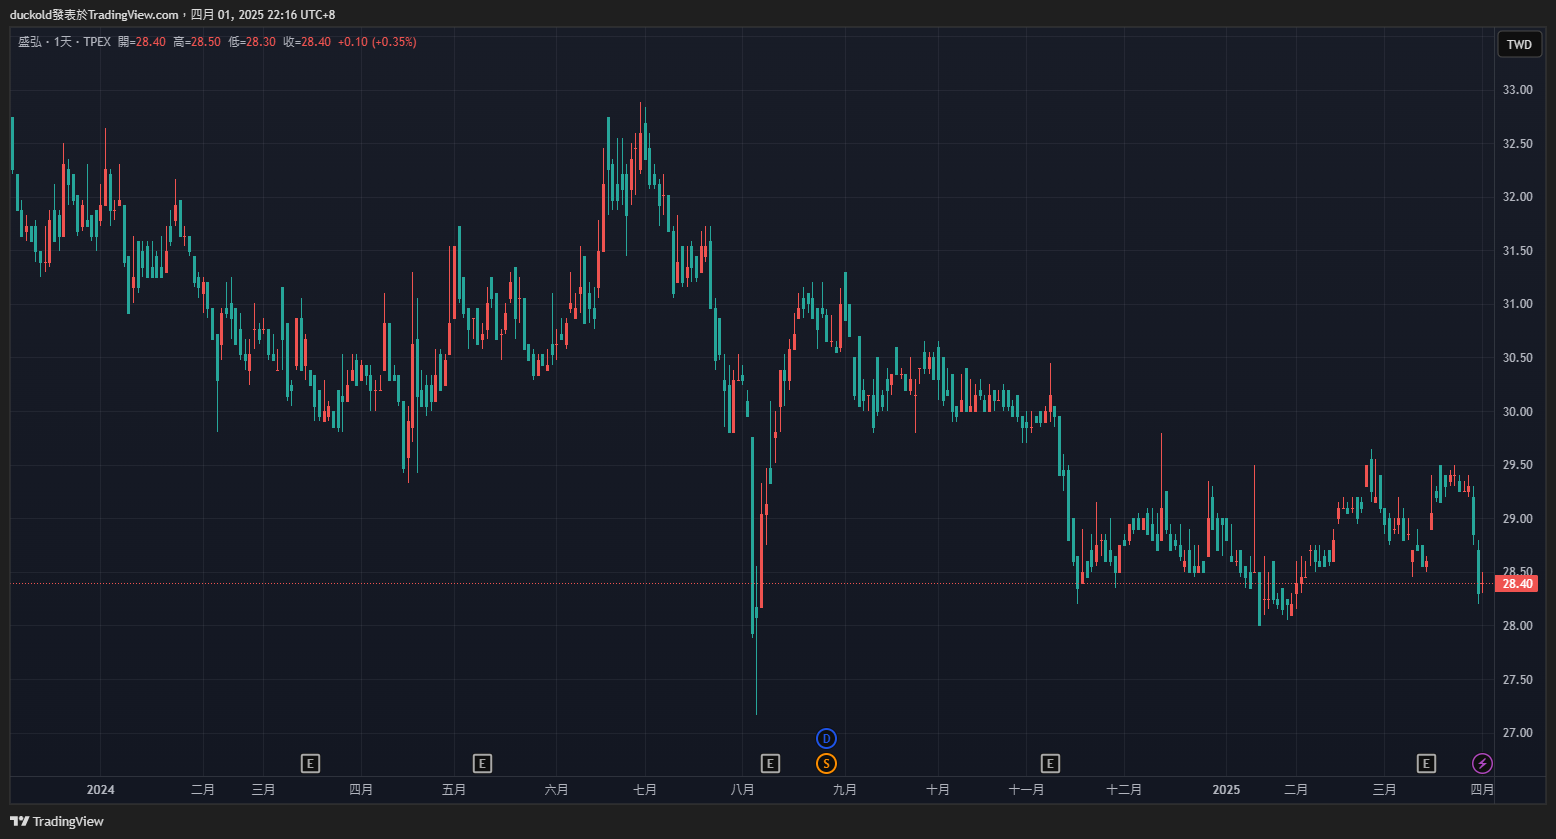 duckold發表於TradingView.com，四月 01, 2025 22:16 UTC+8
盛弘・1天・TPEX 開=28.40 高=28.50 低=28.30 收=28.40 +0.10 (+0.35%)
TWD
33.00
32.50
32.00
31.50
31.00
30.50
30.00
29.50
29.00
28.50
28.40
28.00
27.50
27.00
D
E E E S E E
2024 二月 三月 四月 五月 六月 七月 八月 九月 十月 十一月 十二月 2025 二月 三月 四月
TradingView